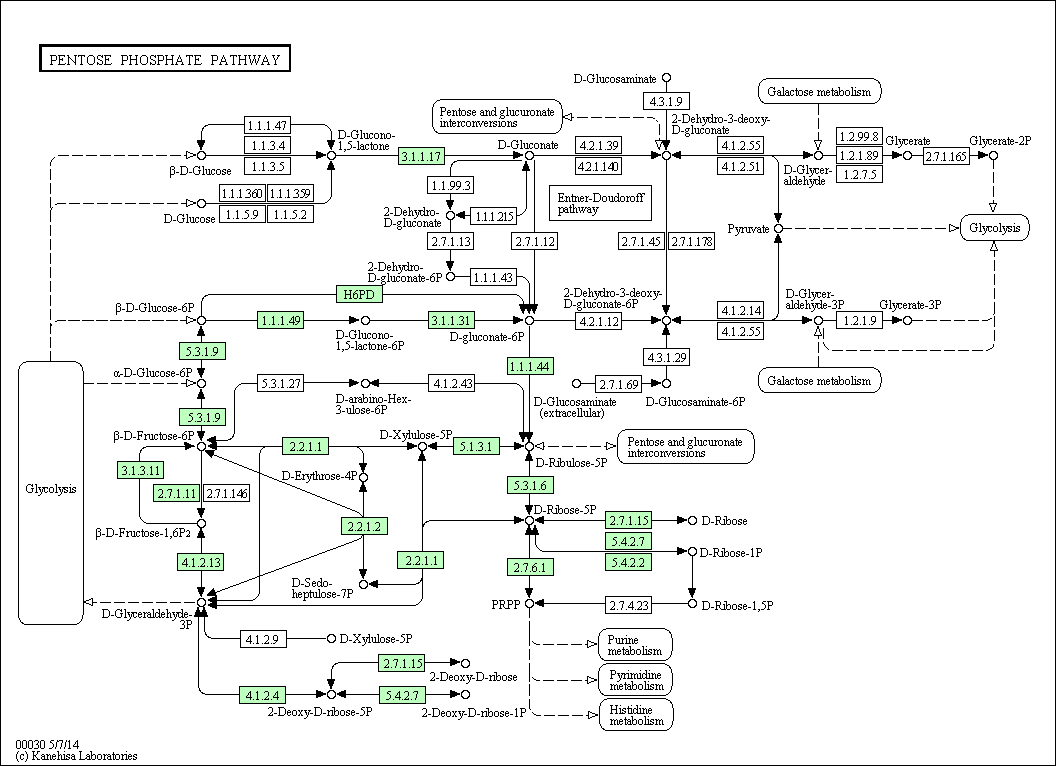 PENTOSE PHOSPHATE PATHWAY
D-Glucosaminate
4.3.1.9
Galactose metabolism
Pentose and glucuronate
interconversions
2-Dehydro-3-deoxy-
D-gluconate
1.1.1.47
1.1.3.4
1.1.3.5
D-Glucono-
1,5-lactone
3.1.1.17
D-Gluconate
4.2.1.39
4.2.1.140
4.1.2.55
4.1.2.51
1.2.99.8
1.2.1.89
1.2.7.5
Glycerate
2.7.1.165
Glycerate-2P
β-D-Glucose
D-Glycer-
aldehyde
1.1.1.360
1.1.1.359
1.1.5.9
1.1.5.2
D-Glucose
1.1.99.3
2-Dehydro-
D-gluconate
1.1.1.215
Entner-Doudoroff
pathway
2.7.1.13
2.7.1.12
2.7.1.45
2.7.1.178
Pyruvate
Glycolysis
2-Dehydro-
D-gluconate-6P
1.1.1.43
H6PD
β-D-Glucose-6P
1.1.1.49
D-Glucono-
1,5-lactone-6P
3.1.1.31
D-gluconate-6P
2-Dehydro-3-deoxy-
D-gluconate-6P
4.2.1.12
4.1.2.14
4.1.2.55
D-Glycer-
aldehyde-3P
1.2.1.9
Glycerate-3P
5.3.1.9
1.1.1.44
4.3.1.29
α-D-Glucose-6P
5.3.1.27
D-arabino-Hex-
3-ulose-6P
4.1.2.43
2.7.1.69
D-Glucosaminate
(extracellular)
D-Glucosaminate-6P
Galactose metabolism
5.3.1.9
β-D-Fructose-6P
2.2.1.1
D-Xylulose-5P
5.1.3.1
D-Ribulose-5P
Pentose and glucuronate
interconversions
3.1.3.11
D-Erythrose-4P
5.3.1.6
Glycolysis
2.7.1.11
2.7.1.146
D-Ribose-5P
β-D-Fructose-1,6P2
2.2.1.2
2.7.1.15
D-Ribose
5.4.2.7
5.4.2.2
D-Ribose-1P
4.1.2.13
2.2.1.1
2.7.6.1
D-Sedo-
heptulose-7P
D-Glyceraldehyde-
3P
PRPP
2.7.4.23
D-Ribose-1,5P
4.1.2.9
D-Xylulose-5P
Purine
metabolism
2.7.1.15
2-Deoxy-D-ribose
Pyrimidine
metabolism
4.1.2.4
2-Deoxy-D-ribose-5P
5.4.2.7
2-Deoxy-D-ribose-1P
Histidine
metabolism
00030 5/7/14
(c) Kanehisa Laboratories